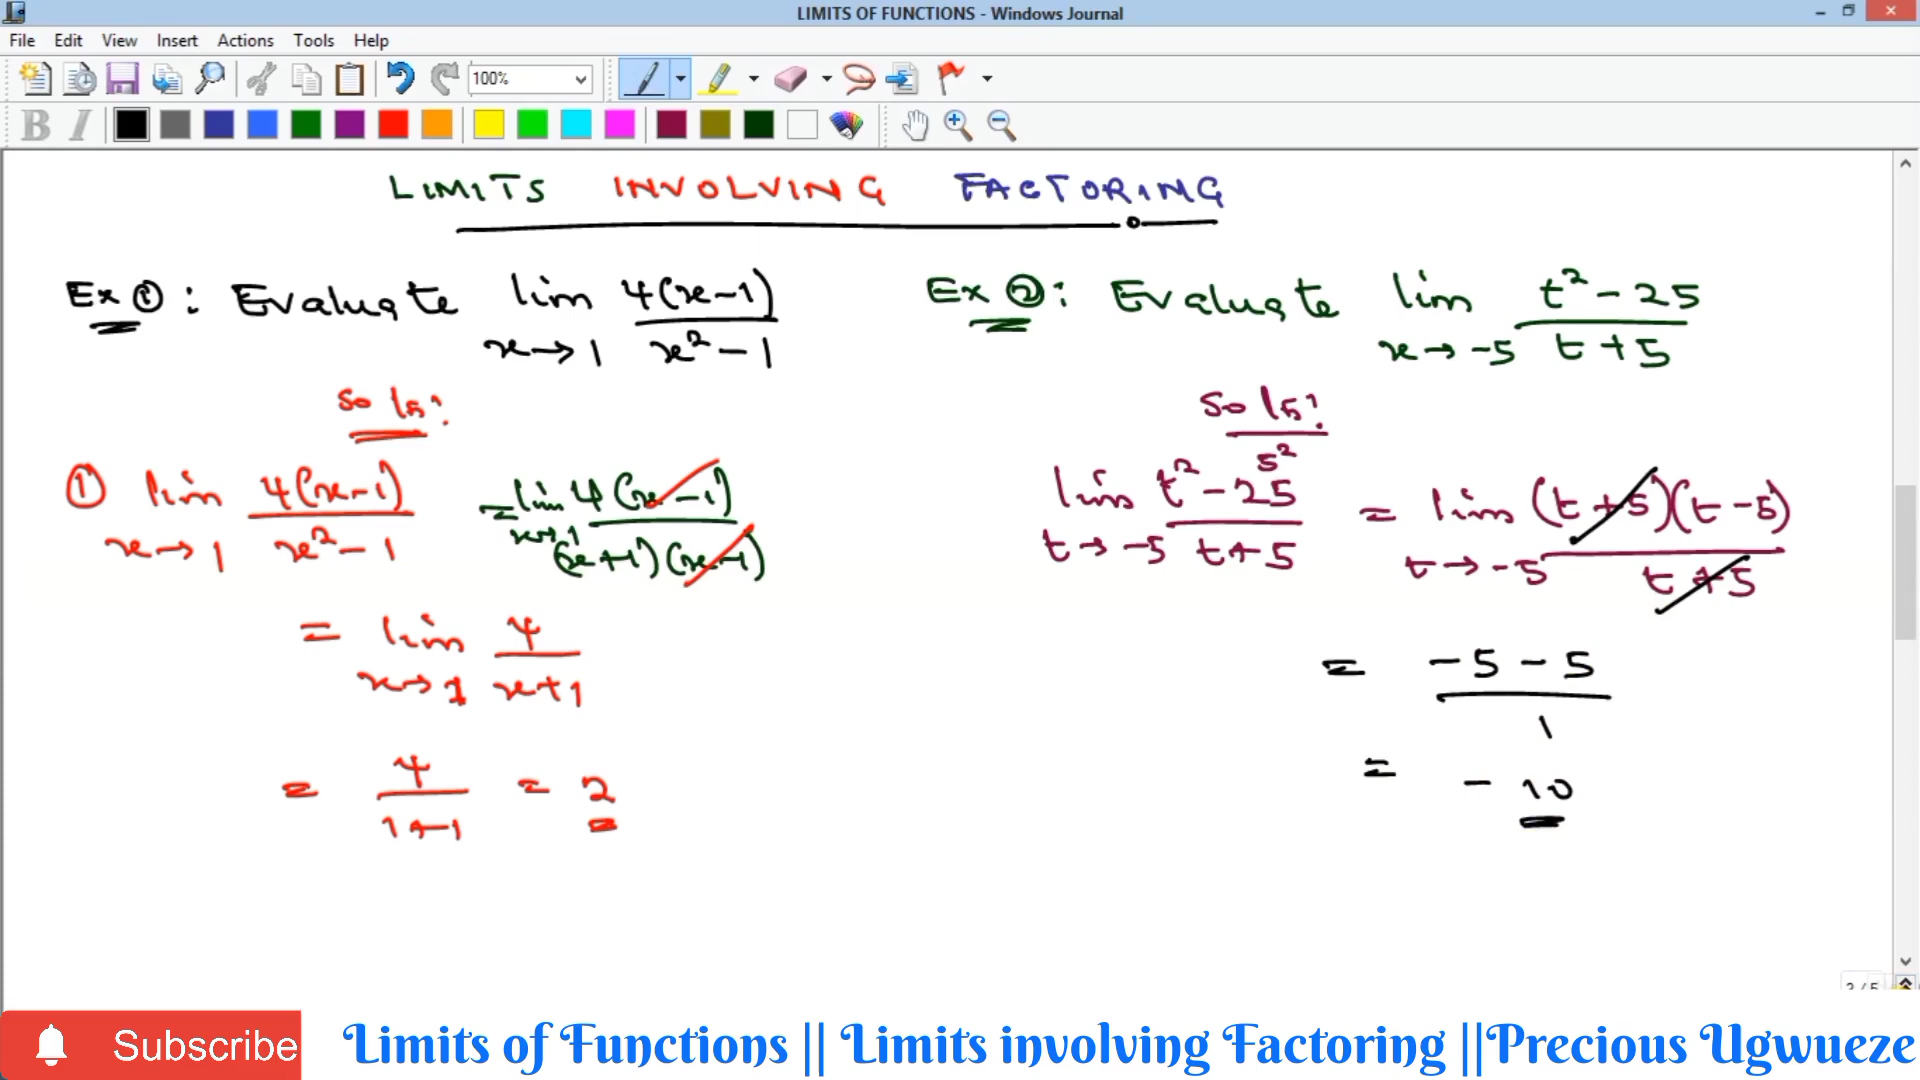 LIMITS OF FUNCTIONS - Windows Journal
File Edit View Insert Actions Tools Help
100%
B I
LIMITS INVOLVING FACTORING
Ex ①: Evaluate lim x→1 4(x-1) / x² - 1
Soln:
① lim x→1 4(x-1) / x² - 1 = lim x→1 4(x-1) / (x+1)(x-1)
= lim x→1 4 / x+1
= 4 / 1+1 = 2
Ex ②: Evaluate lim x→-5 t² - 25 / t+5
Soln:
5²
lim t→-5 t² - 25 / t+5 = lim t→-5 (t+5)(t-5) / t+5
= -5-5 / 1
= -10
Subscribe
Limits of Functions || Limits involving Factoring ||Precious Ugwueze